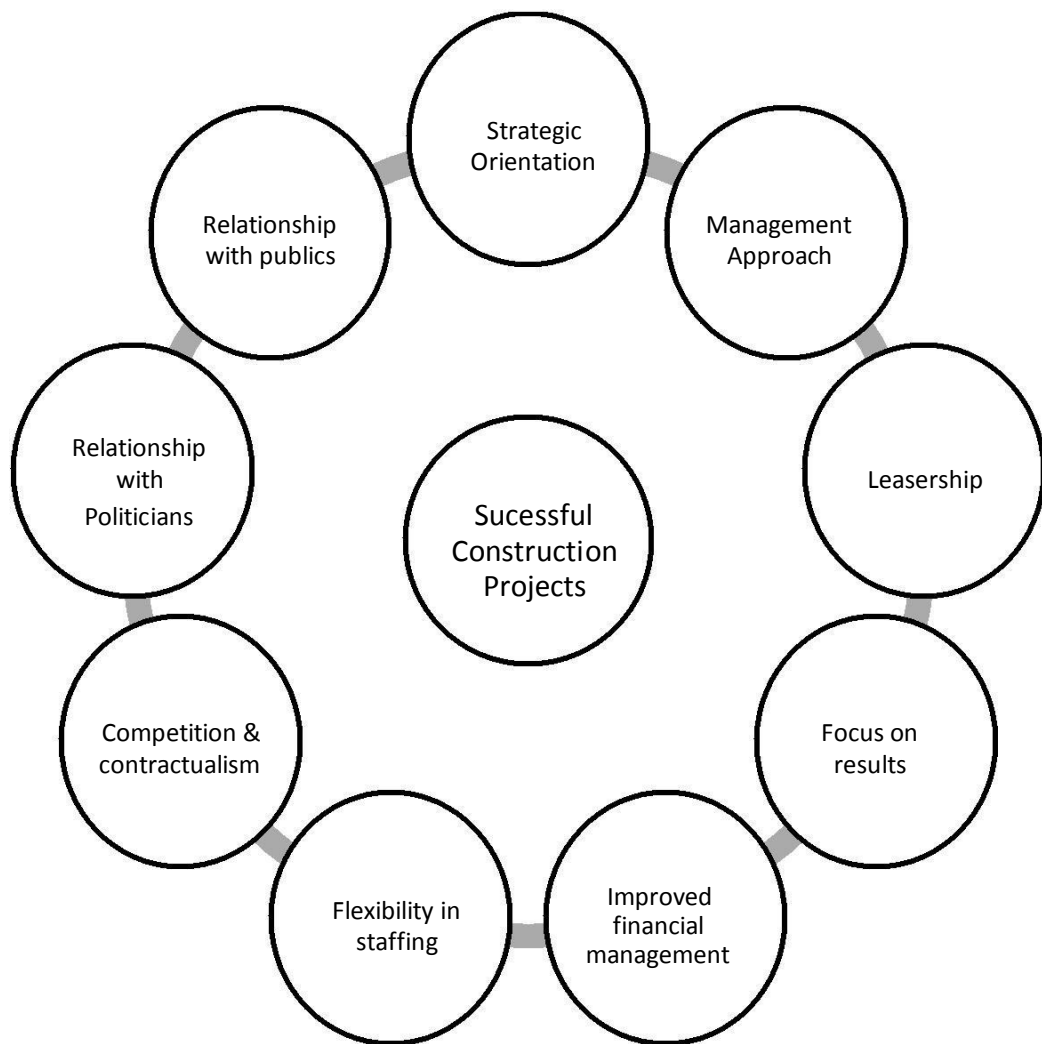 Strategic
Orientation
Management
Approach
Leasership
Focus on
results
Improved
financial
management
Flexibility in
staffing
Competition &
contractualism
Relationship
with
Politicians
Relationship
with publics
Sucessful
Construction
Projects